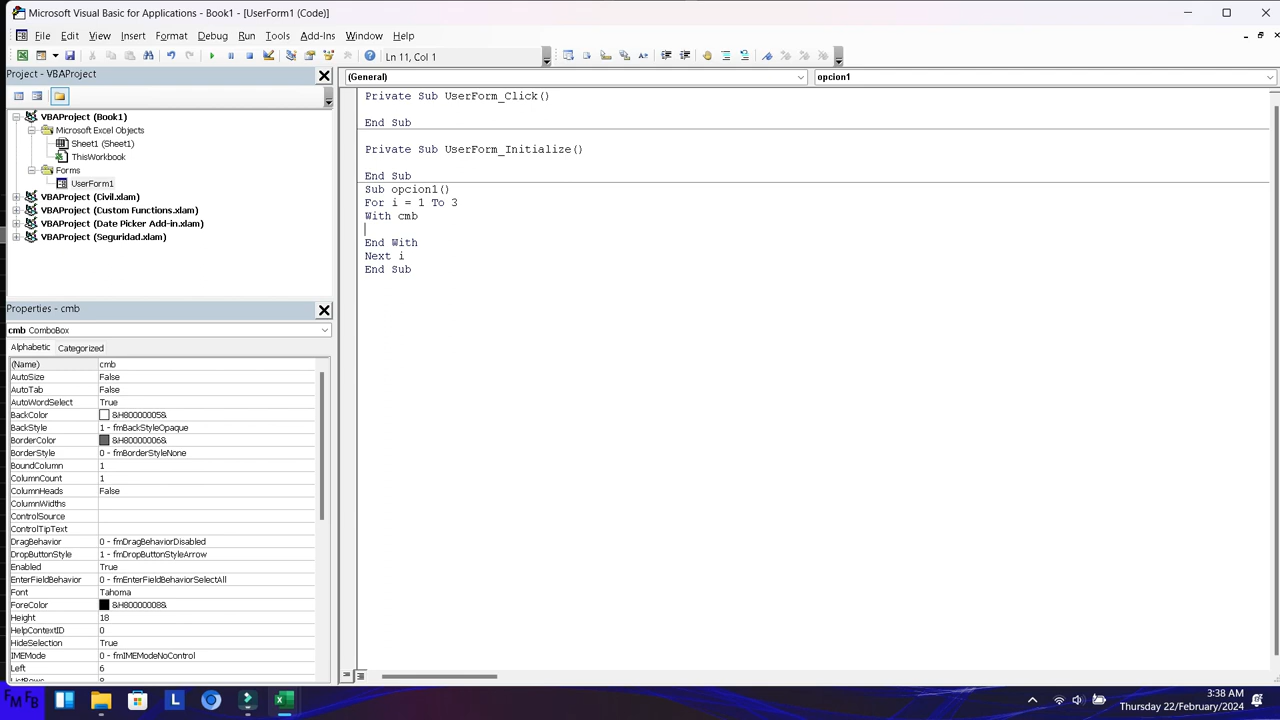 Microsoft Visual Basic for Applications - Book1 - [UserForm1 (Code)]
File Edit View Insert Format Debug Run Tools Add-Ins Window Help
Ln 11, Col 1
Project - VBAProject
VBAProject (Book1)
Microsoft Excel Objects
Sheet1 (Sheet1)
ThisWorkbook
Forms
UserForm1
VBAProject (Civil.xlam)
VBAProject (Custom Functions.xlam)
VBAProject (Date Picker Add-in.xlam)
VBAProject (Seguridad.xlam)
Properties - cmb
cmb ComboBox
Alphabetic Categorized
(Name) cmb
AutoSize False
AutoTab False
AutoWordSelect True
BackColor &H80000005&
BackStyle 1 - fmBackStyleOpaque
BorderColor &H80000006&
BorderStyle 0 - fmBorderStyleNone
BoundColumn 1
ColumnCount 1
ColumnHeads False
ColumnWidths
ControlSource
ControlTipText
DragBehavior 0 - fmDragBehaviorDisabled
DropButtonStyle 1 - fmDropButtonStyleArrow
Enabled True
EnterFieldBehavior 0 - fmEnterFieldBehaviorSelectAll
Font Tahoma
ForeColor &H80000008&
Height 18
HelpContextID 0
HideSelection True
IMEMode 0 - fmIMEModeNoControl
Left 6
ListRows 8
(General) opcion1
Private Sub UserForm_Click()
End Sub
Private Sub UserForm_Initialize()
End Sub
Sub opcion1()
For i = 1 To 3
With cmb
End With
Next i
End Sub
FM FB
L
3:38 AM
Thursday 22/February/2024